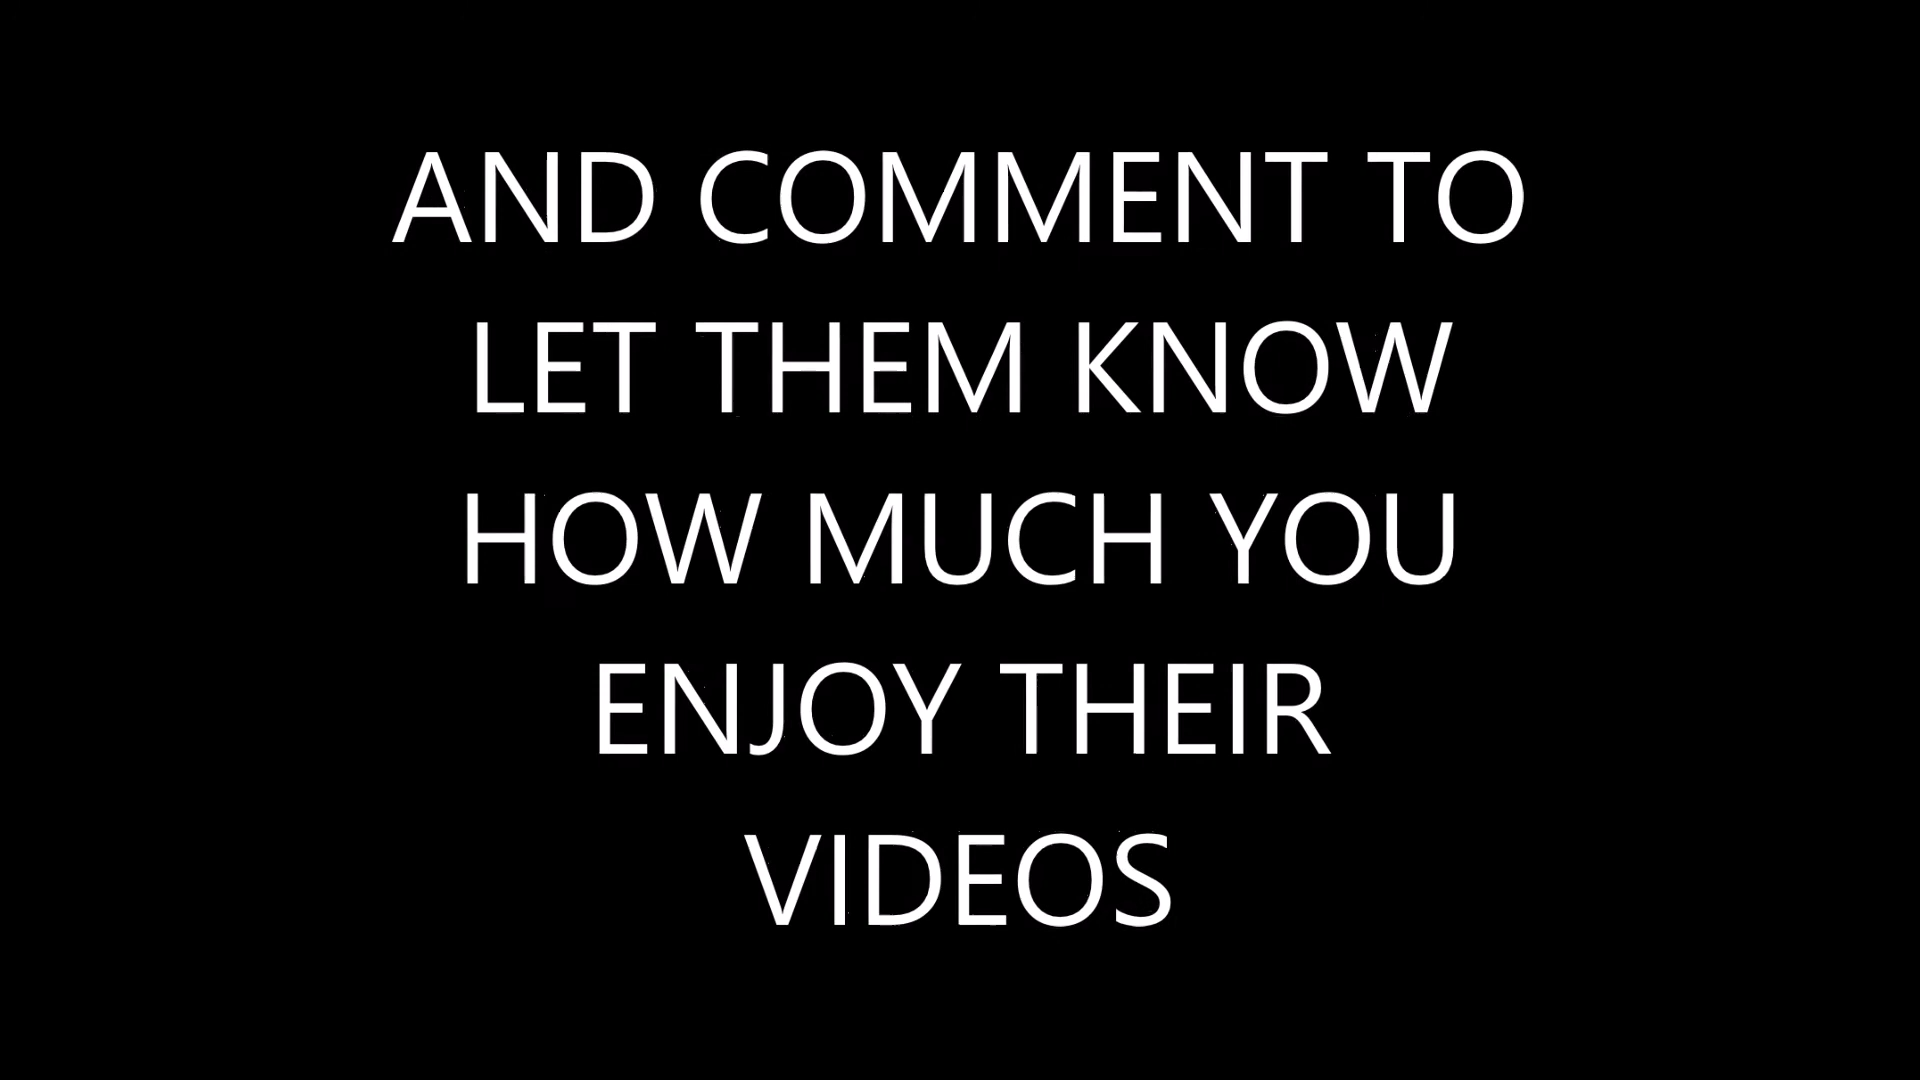 AND COMMENT TO
LET THEM KNOW
HOW MUCH YOU
ENJOY THEIR
VIDEOS